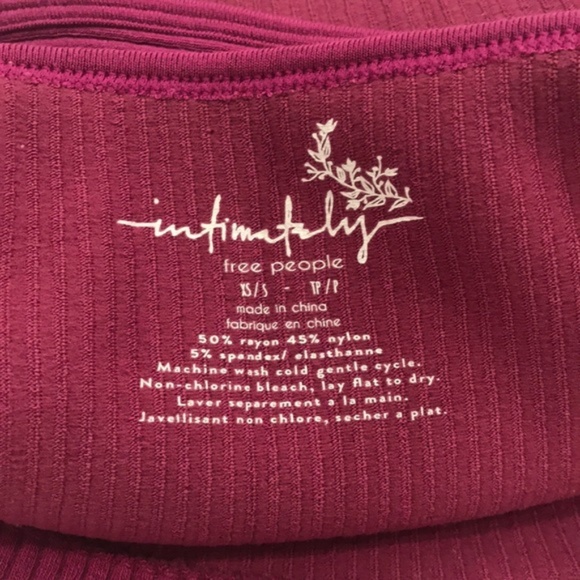 intimately
free people
XS/S - TP/P
made in china
fabrique en chine
50% rayon 45% nylon
5% spandex/ elasthanne
Machine wash cold gentle cycle.
Non-chlorine bleach, lay flat to dry.
Laver separement a la main.
Javellisant non chlore, secher a plat.